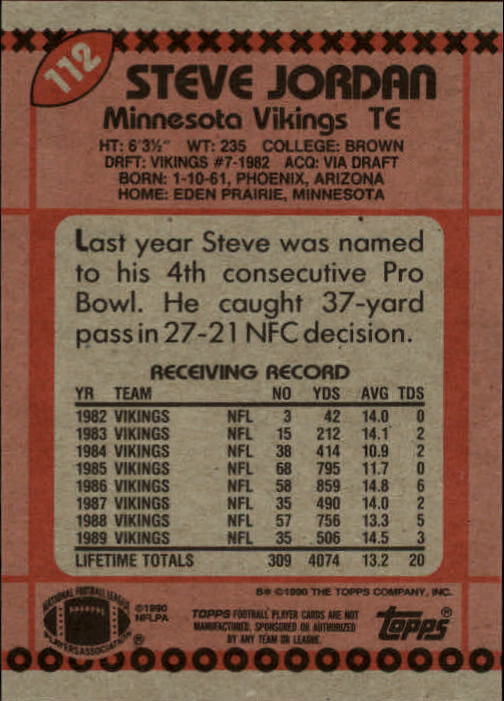 112
STEVE JORDAN
Minnesota Vikings TE
HT: 6'3½" WT: 235 COLLEGE: BROWN
DRFT: VIKINGS #7-1982 ACQ: VIA DRAFT
BORN: 1-10-61, PHOENIX, ARIZONA
HOME: EDEN PRAIRIE, MINNESOTA
Last year Steve was named
to his 4th consecutive Pro
Bowl. He caught 37-yard
pass in 27-21 NFC decision.
RECEIVING RECORD
YR TEAM NO YDS AVG TDS
1982 VIKINGS NFL 3 42 14.0 0
1983 VIKINGS NFL 15 212 14.1 2
1984 VIKINGS NFL 38 414 10.9 2
1985 VIKINGS NFL 68 795 11.7 0
1986 VIKINGS NFL 58 859 14.8 6
1987 VIKINGS NFL 35 490 14.0 2
1988 VIKINGS NFL 57 756 13.3 5
1989 VIKINGS NFL 35 506 14.5 3
LIFETIME TOTALS 309 4074 13.2 20
B* ©1990 THE TOPPS COMPANY, INC.
NATIONAL FOOTBALL LEAGUE
PLAYERS ASSOCIATION
©1990
NFLPA
TOPPS FOOTBALL PLAYER CARDS ARE NOT
MANUFACTURED, SPONSORED OR AUTHORIZED
BY ANY TEAM OR LEAGUE.
topps®